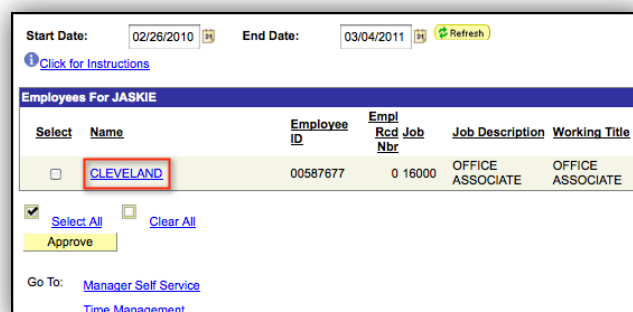 Start Date: 02/26/2010 End Date: 03/04/2011 Refresh
Click for Instructions
Employees For JASKIE
Select Name Employee ID Empl Rcd Nbr Job Job Description Working Title
CLEVELAND 00587677 0 16000 OFFICE ASSOCIATE OFFICE ASSOCIATE
Select All Clear All
Approve
Go To: Manager Self Service
Time Management